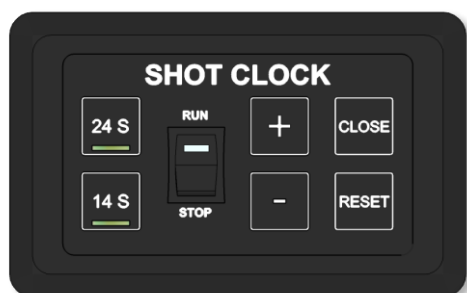 SHOT CLOCK
24 S
RUN
+
CLOSE
14 S
STOP
-
RESET